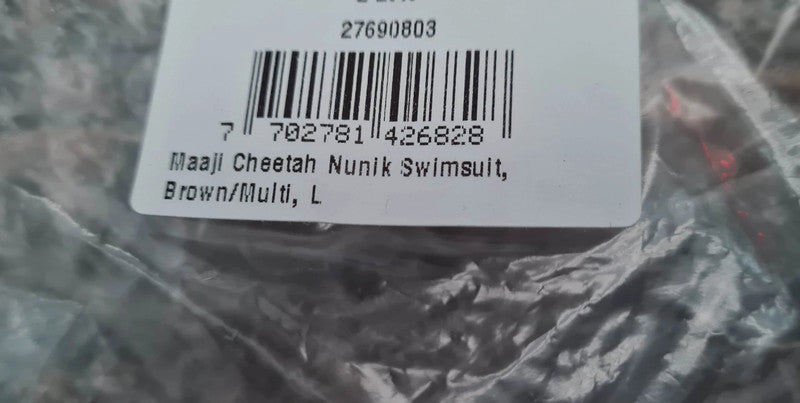 27690803
7 702781 426828
Maaji Cheetah Nunik Swimsuit,
Brown/Multi, L